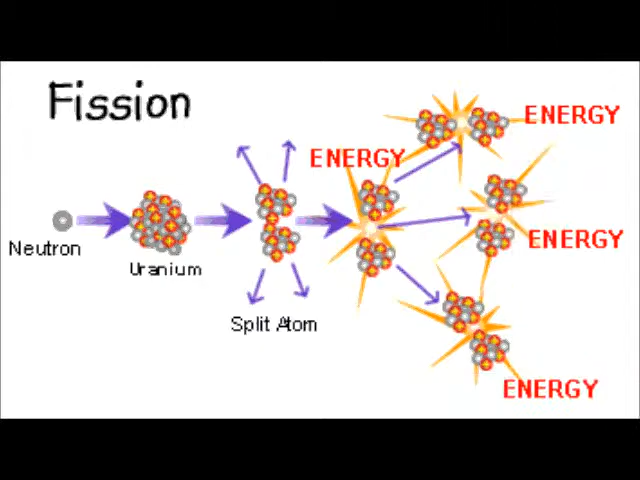 Fission
ENERGY
ENERGY
Neutron
Uranium
Split Atom
ENERGY
ENERGY